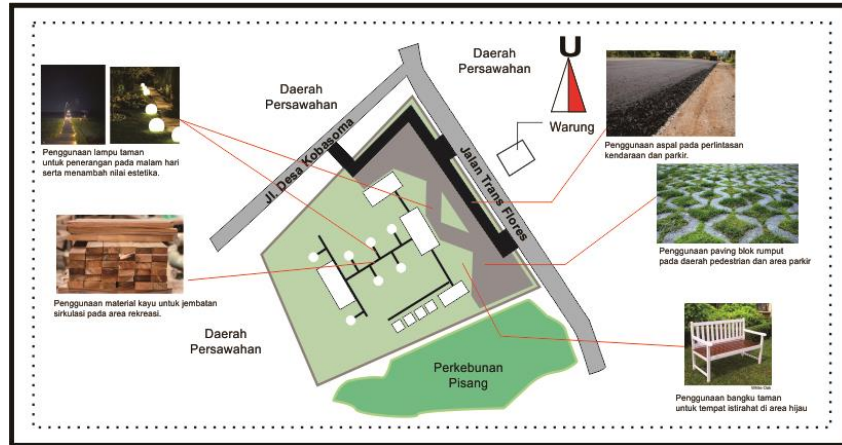 Daerah
Persawahan
Daerah
Persawahan
U
Warung
Penggunaan lampu taman
untuk penerangan pada malam hari
serta menambah nilai estetika.
Jl. Desa Kobasoma
Jalan Trans Flores
Penggunaan aspal pada perlintasan
kendaraan dan parkir.
Penggunaan material kayu untuk jembatan
sirkulasi pada area rekreasi.
Penggunaan paving blok rumput
pada daerah pedestrian dan area parkir
Daerah
Persawahan
Perkebunan
Pisang
Penggunaan bangku taman
untuk tempat istirahat di area hijau